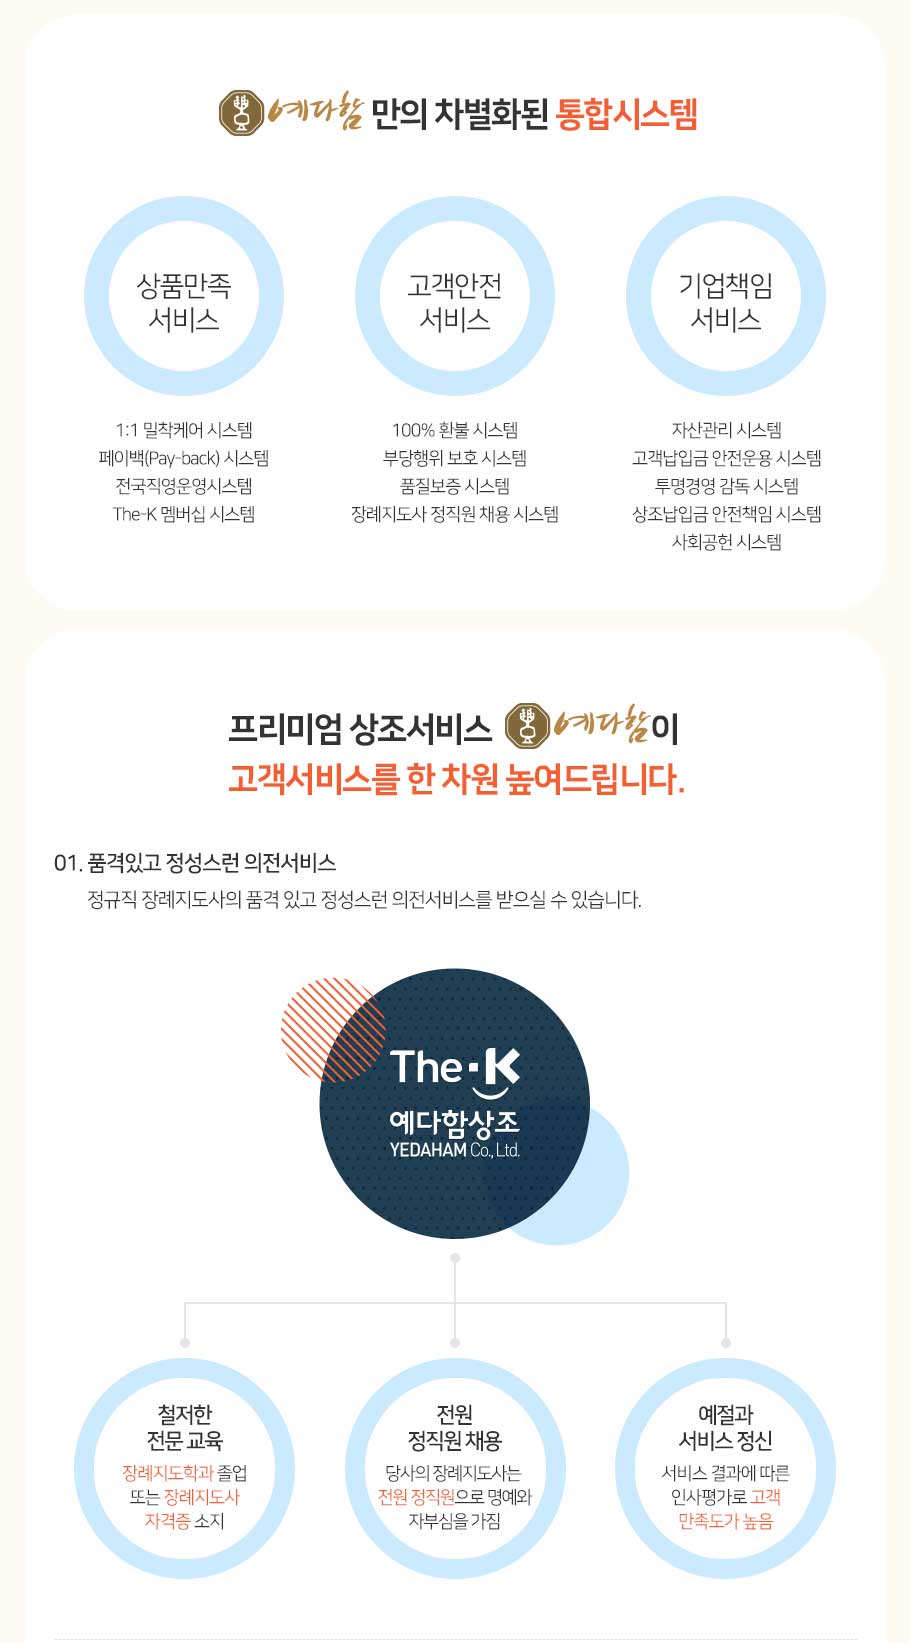 예다함 만의 차별화된 통합시스템
상품만족
서비스
고객안전
서비스
기업책임
서비스
1:1 밀착케어 시스템
페이백(Pay-back) 시스템
전국직영운영시스템
The-K 멤버십 시스템
100% 환불 시스템
부당행위 보호 시스템
품질보증 시스템
장례지도사 정직원 채용 시스템
자산관리 시스템
고객납입금 안전운용 시스템
투명경영 감독 시스템
상조납입금 안전책임 시스템
사회공헌 시스템
프리미엄 상조서비스 예다함이
고객서비스를 한 차원 높여드립니다.
01. 품격있고 정성스런 의전서비스
정규직 장례지도사의 품격 있고 정성스런 의전서비스를 받으실 수 있습니다.
The·K
예다함상조
YEDAHAM Co., Ltd.
철저한
전문 교육
장례지도학과 졸업
또는 장례지도사
자격증 소지
전원
정직원 채용
당사의 장례지도사는
전원 정직원으로 명예와
자부심을 가짐
예절과
서비스 정신
서비스 결과에 따른
인사평가로 고객
만족도가 높음